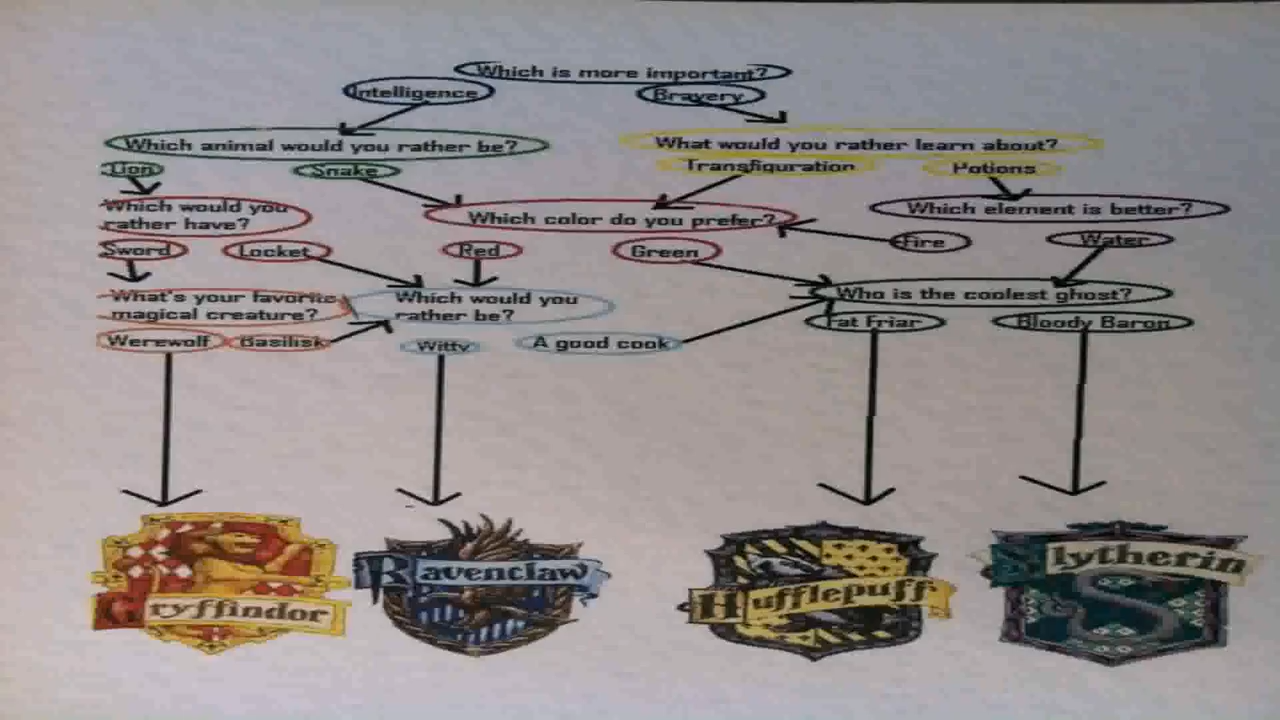 Which is more important?
Intelligence Bravery
Which animal would you rather be? What would you rather learn about?
Lion Snake Transfiguration Potions
Which would you
rather have?
Which color do you prefer? Which element is better?
Sword Locket Red Green Fire Water
What's your favorite
magical creature?
Which would you
rather be?
Who is the coolest ghost?
Werewolf Basilisk Witty A good cook Fat Friar Bloody Baron
Gryffindor Ravenclaw Hufflepuff Slytherin